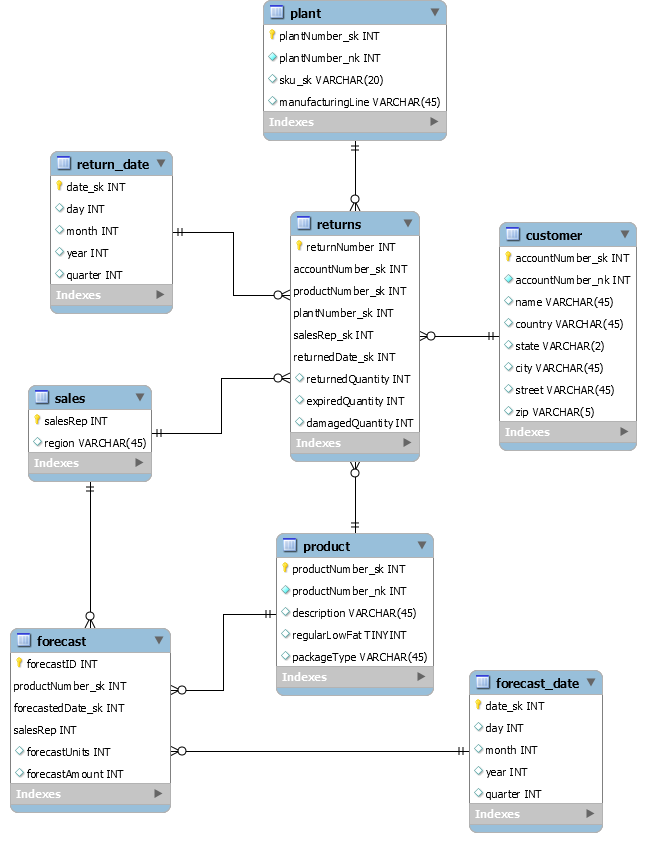 plant
plantNumber_sk INT
plantNumber_nk INT
sku_sk VARCHAR(20)
manufacturingLine VARCHAR(45)
Indexes
return_date
date_sk INT
day INT
month INT
year INT
quarter INT
Indexes
returns
returnNumber INT
accountNumber_sk INT
productNumber_sk INT
plantNumber_sk INT
salesRep_sk INT
returnedDate_sk INT
returnedQuantity INT
expiredQuantity INT
damagedQuantity INT
Indexes
customer
accountNumber_sk INT
accountNumber_nk INT
name VARCHAR(45)
country VARCHAR(45)
state VARCHAR(2)
city VARCHAR(45)
street VARCHAR(45)
zip VARCHAR(5)
Indexes
sales
salesRep INT
region VARCHAR(45)
Indexes
product
productNumber_sk INT
productNumber_nk INT
description VARCHAR(45)
regularLowFat TINYINT
packageType VARCHAR(45)
Indexes
forecast
forecastID INT
productNumber_sk INT
forecastedDate_sk INT
salesRep INT
forecastUnits INT
forecastAmount INT
Indexes
forecast_date
date_sk INT
day INT
month INT
year INT
quarter INT
Indexes